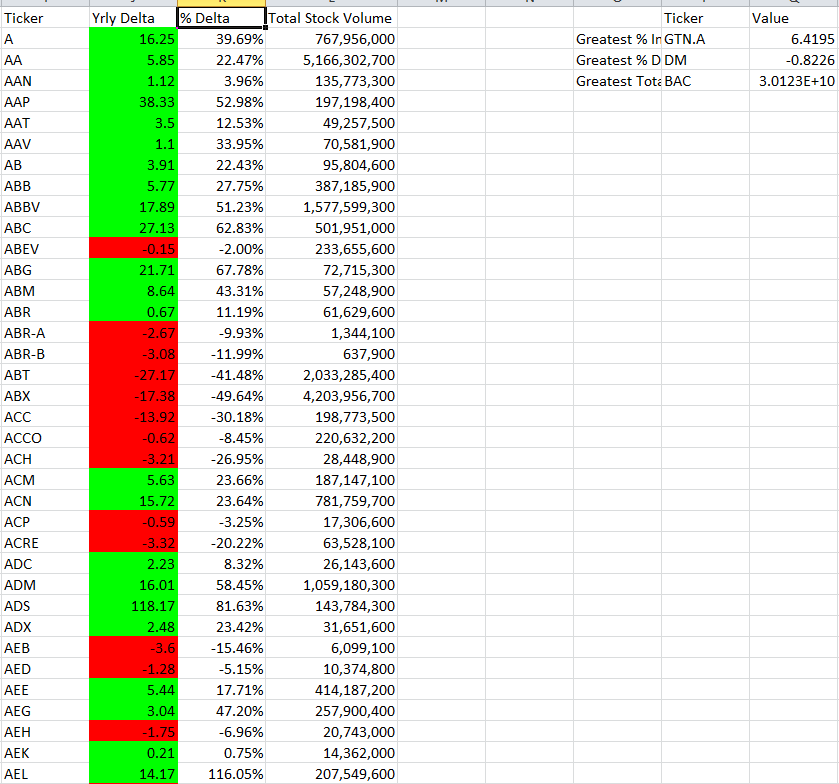 Ticker Yrly Delta % Delta Total Stock Volume Ticker Value
A 16.25 39.69% 767,956,000 Greatest % In GTN.A 6.4195
AA 5.85 22.47% 5,166,302,700 Greatest % D DM -0.8226
AAN 1.12 3.96% 135,773,300 Greatest Tota BAC 3.0123E+10
AAP 38.33 52.98% 197,198,400
AAT 3.5 12.53% 49,257,500
AAV 1.1 33.95% 70,581,900
AB 3.91 22.43% 95,804,600
ABB 5.77 27.75% 387,185,900
ABBV 17.89 51.23% 1,577,599,300
ABC 27.13 62.83% 501,951,000
ABEV -0.15 -2.00% 233,655,600
ABG 21.71 67.78% 72,715,300
ABM 8.64 43.31% 57,248,900
ABR 0.67 11.19% 61,629,600
ABR-A -2.67 -9.93% 1,344,100
ABR-B -3.08 -11.99% 637,900
ABT -27.17 -41.48% 2,033,285,400
ABX -17.38 -49.64% 4,203,956,700
ACC -13.92 -30.18% 198,773,500
ACCO -0.62 -8.45% 220,632,200
ACH -3.21 -26.95% 28,448,900
ACM 5.63 23.66% 187,147,100
ACN 15.72 23.64% 781,759,700
ACP -0.59 -3.25% 17,306,600
ACRE -3.32 -20.22% 63,528,100
ADC 2.23 8.32% 26,143,600
ADM 16.01 58.45% 1,059,180,300
ADS 118.17 81.63% 143,784,300
ADX 2.48 23.42% 31,651,600
AEB -3.6 -15.46% 6,099,100
AED -1.28 -5.15% 10,374,800
AEE 5.44 17.71% 414,187,200
AEG 3.04 47.20% 257,900,400
AEH -1.75 -6.96% 20,743,000
AEK 0.21 0.75% 14,362,000
AEL 14.17 116.05% 207,549,600